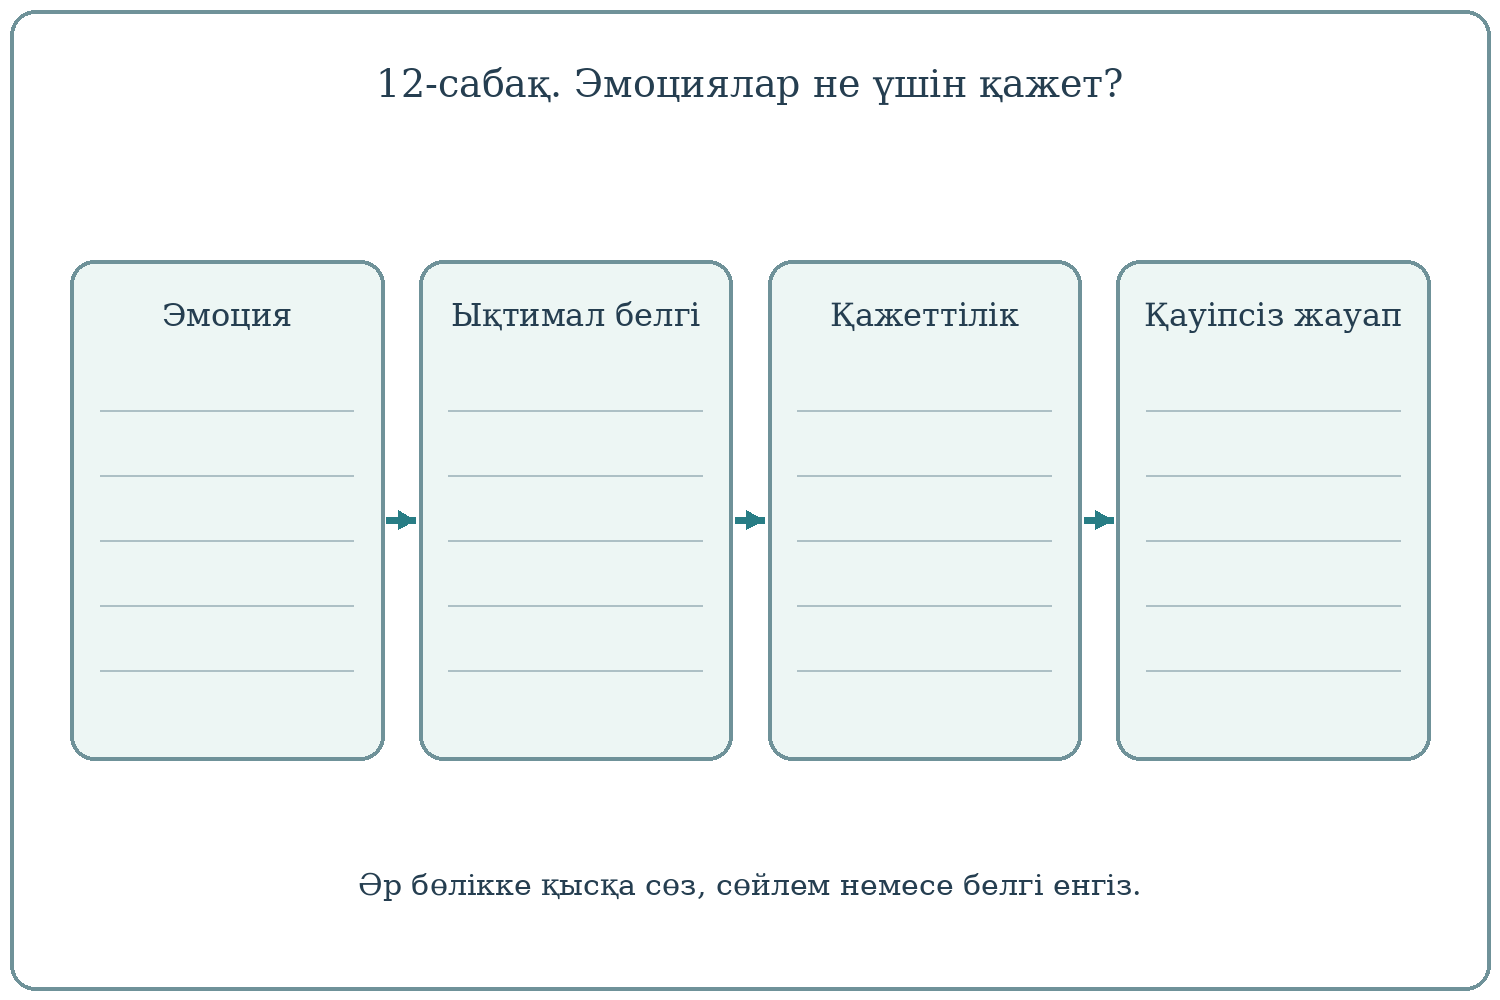 12-сабақ. Эмоциялар не үшін қажет?
Эмоция
Ықтимал белгі
Қажеттілік
Қауіпсіз жауап
Әр бөлікке қысқа сөз, сөйлем немесе белгі енгіз.